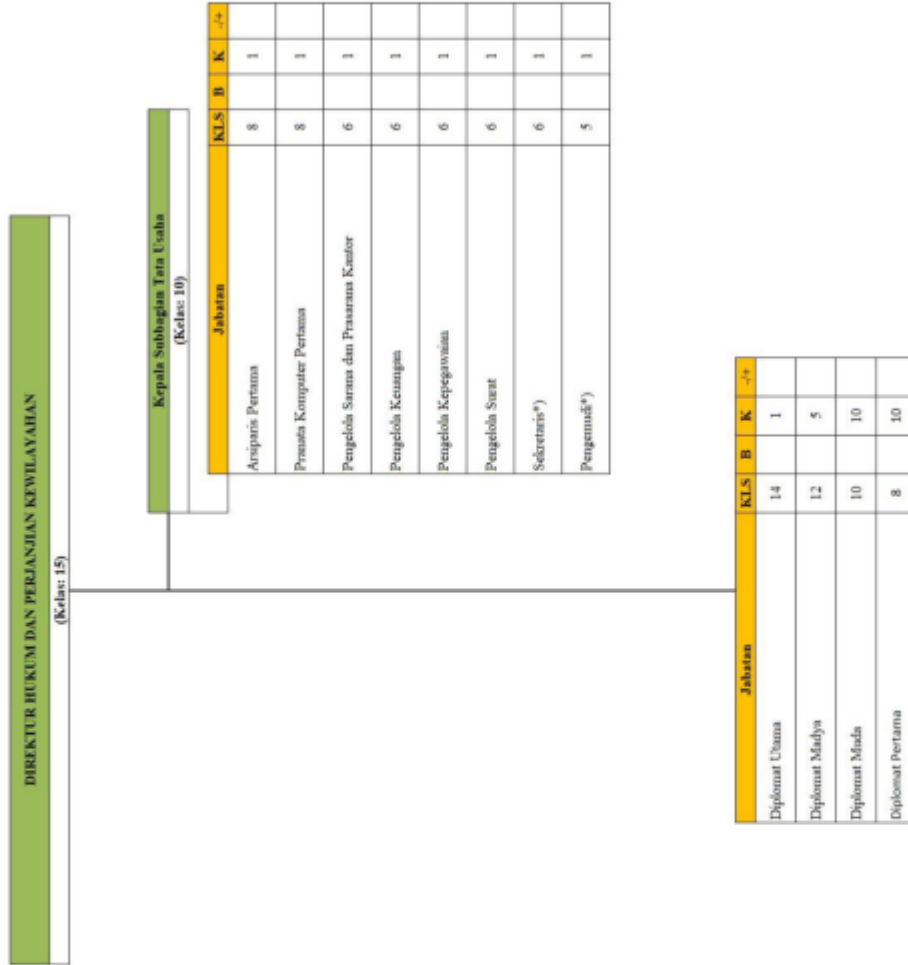 DIREKTUR HUKUM DAN PERJANJIAN KEWILAYAHAN
(Kelas: 15)
Kepala Subbagian Tata Usaha
(Kelas: 10)
Jabatan KLS B K -/+
Arsiparis Pertama 8 1
Pranata Komputer Pertama 8 1
Pengelola Sarana dan Prasarana Kantor 6 1
Pengelola Keuangan 6 1
Pengelola Kepegawaian 6 1
Pengelola Surat 6 1
Sekretaris*) 6 1
Pengemudi*) 5 1
Jabatan KLS B K -/+
Diplomat Utama 14 1
Diplomat Madya 12 5
Diplomat Muda 10 10
Diplomat Pertama 8 10